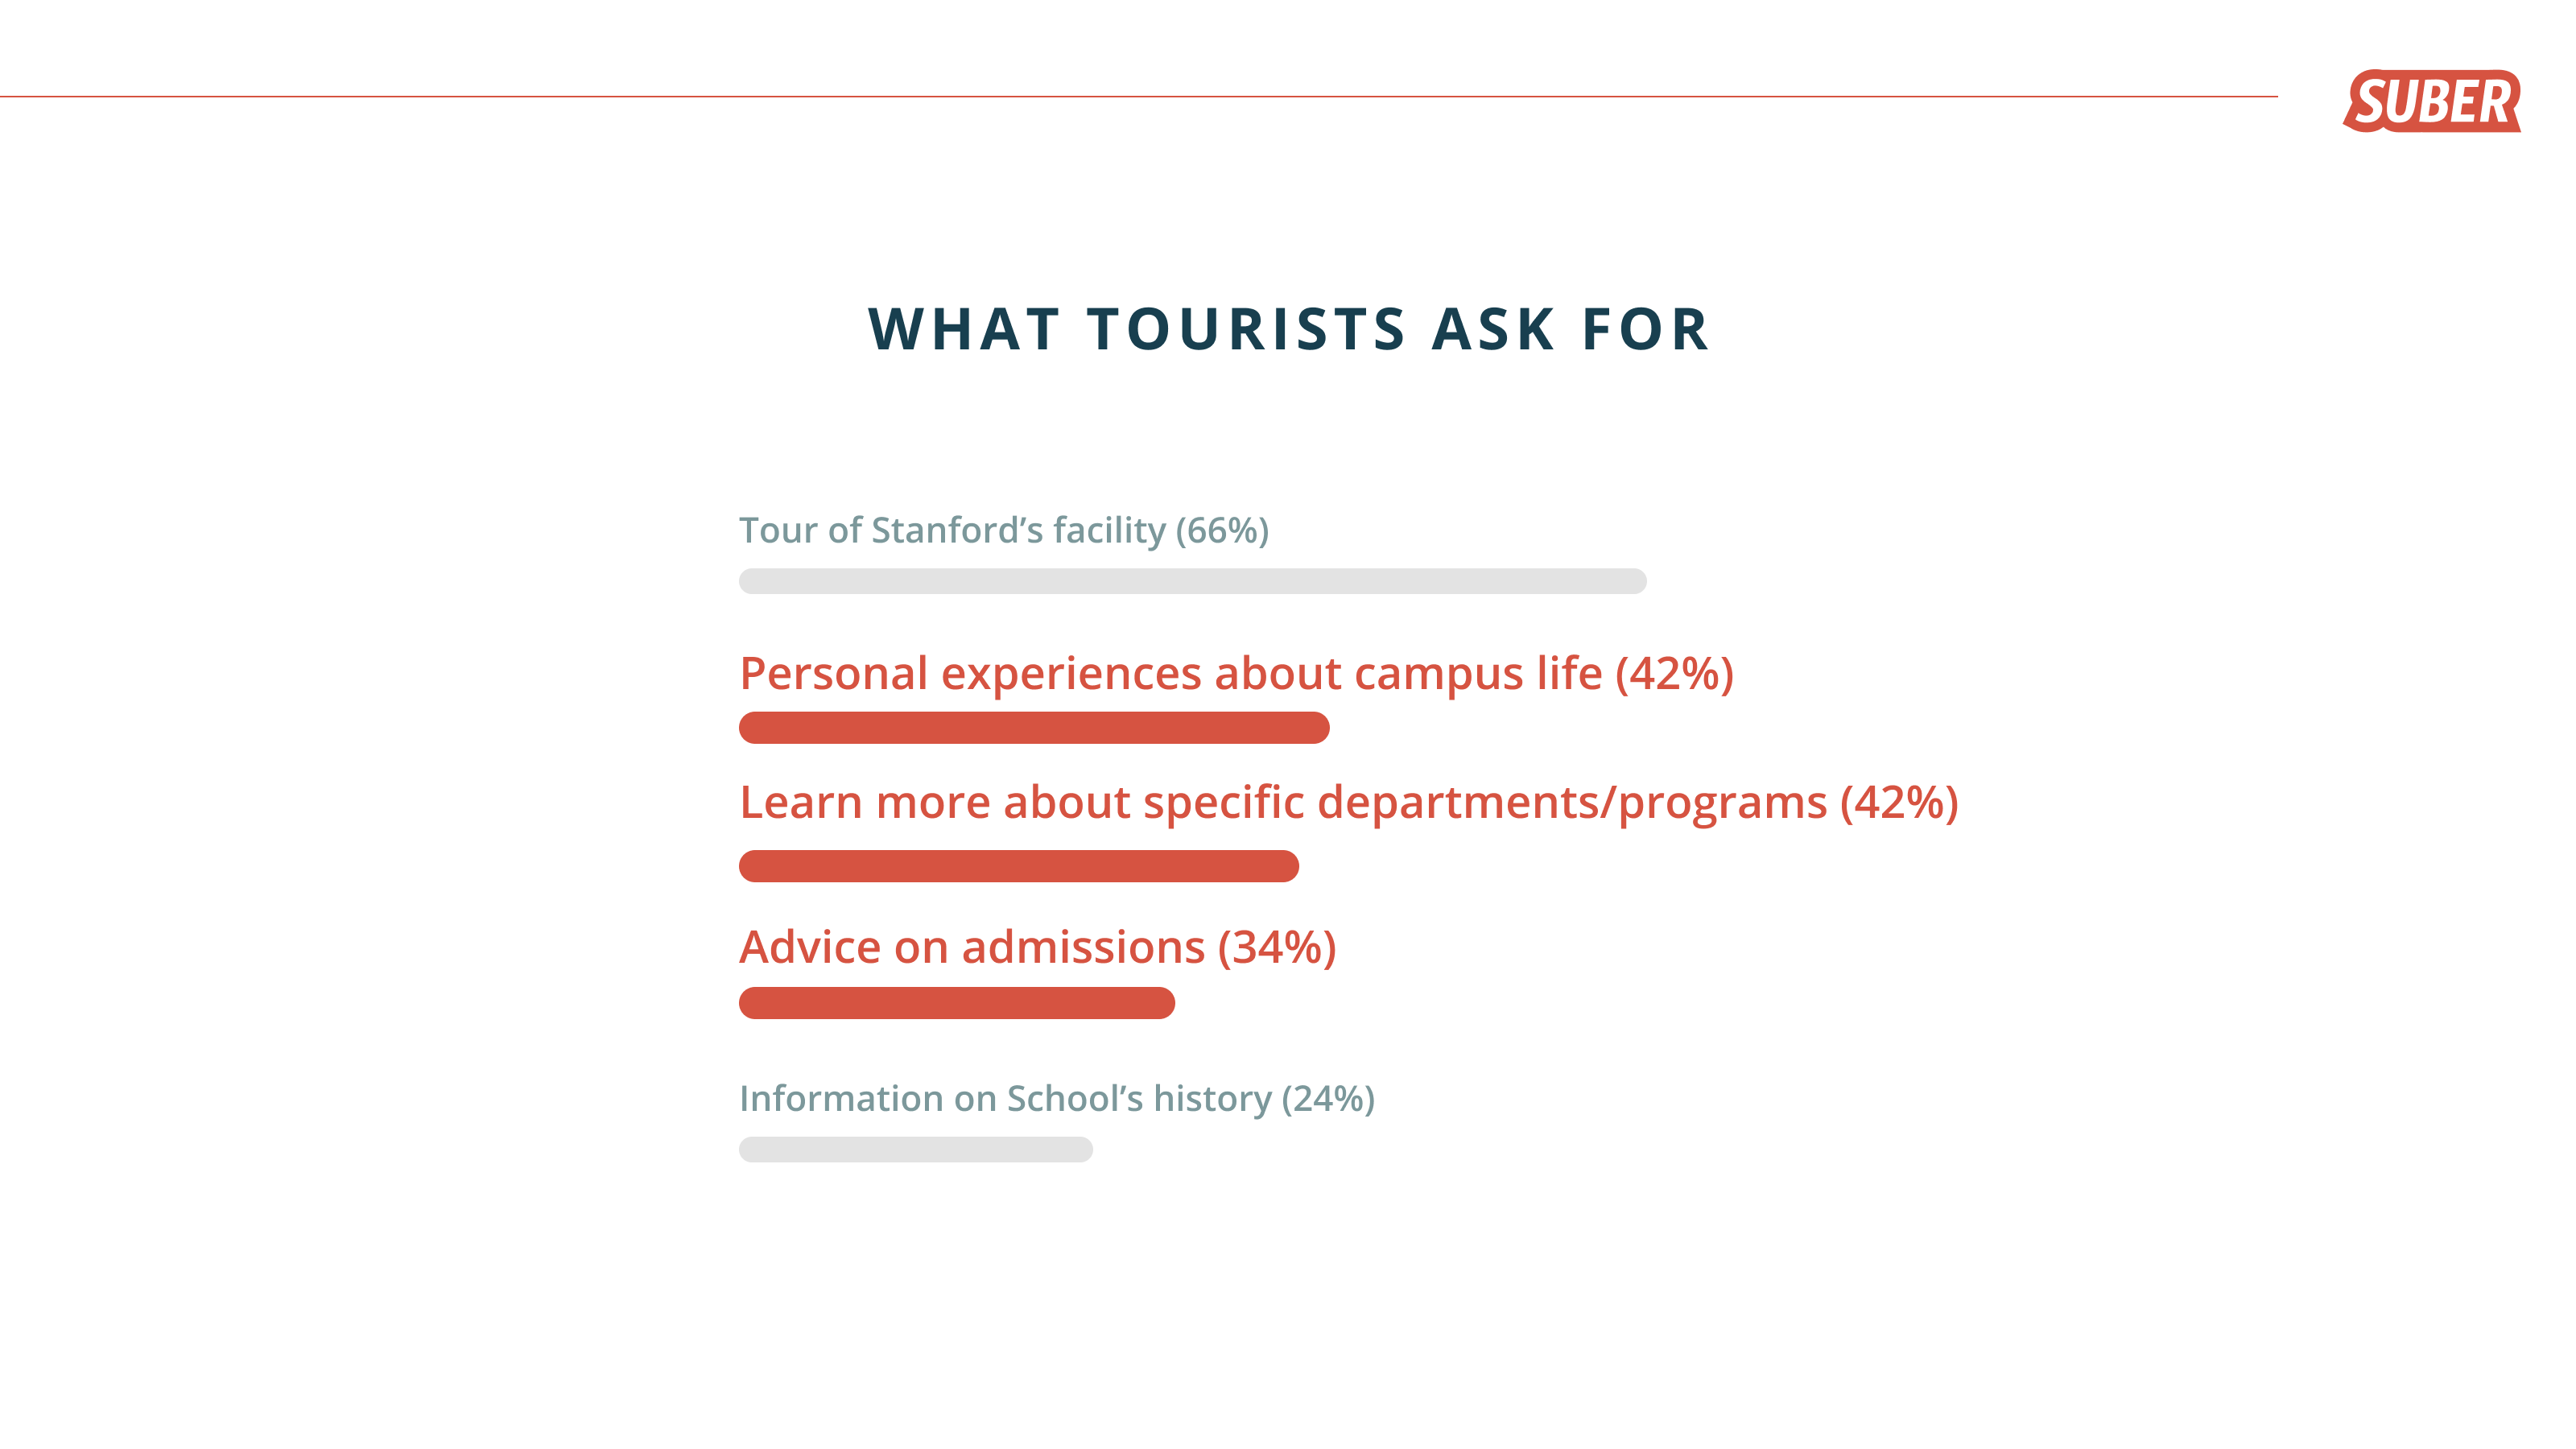 SUBER
WHAT TOURISTS ASK FOR
Tour of Stanford’s facility (66%)
Personal experiences about campus life (42%)
Learn more about specific departments/programs (42%)
Advice on admissions (34%)
Information on School’s history (24%)